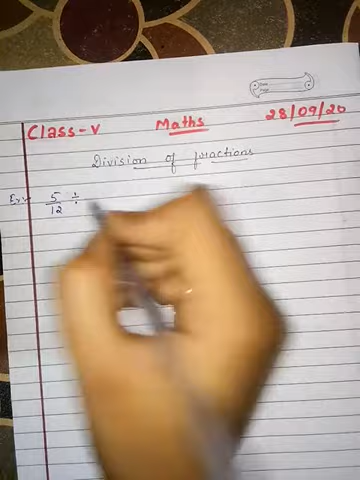 Class-V Maths 28/09/20
Division of fractions
Ex:- 5/12 ÷